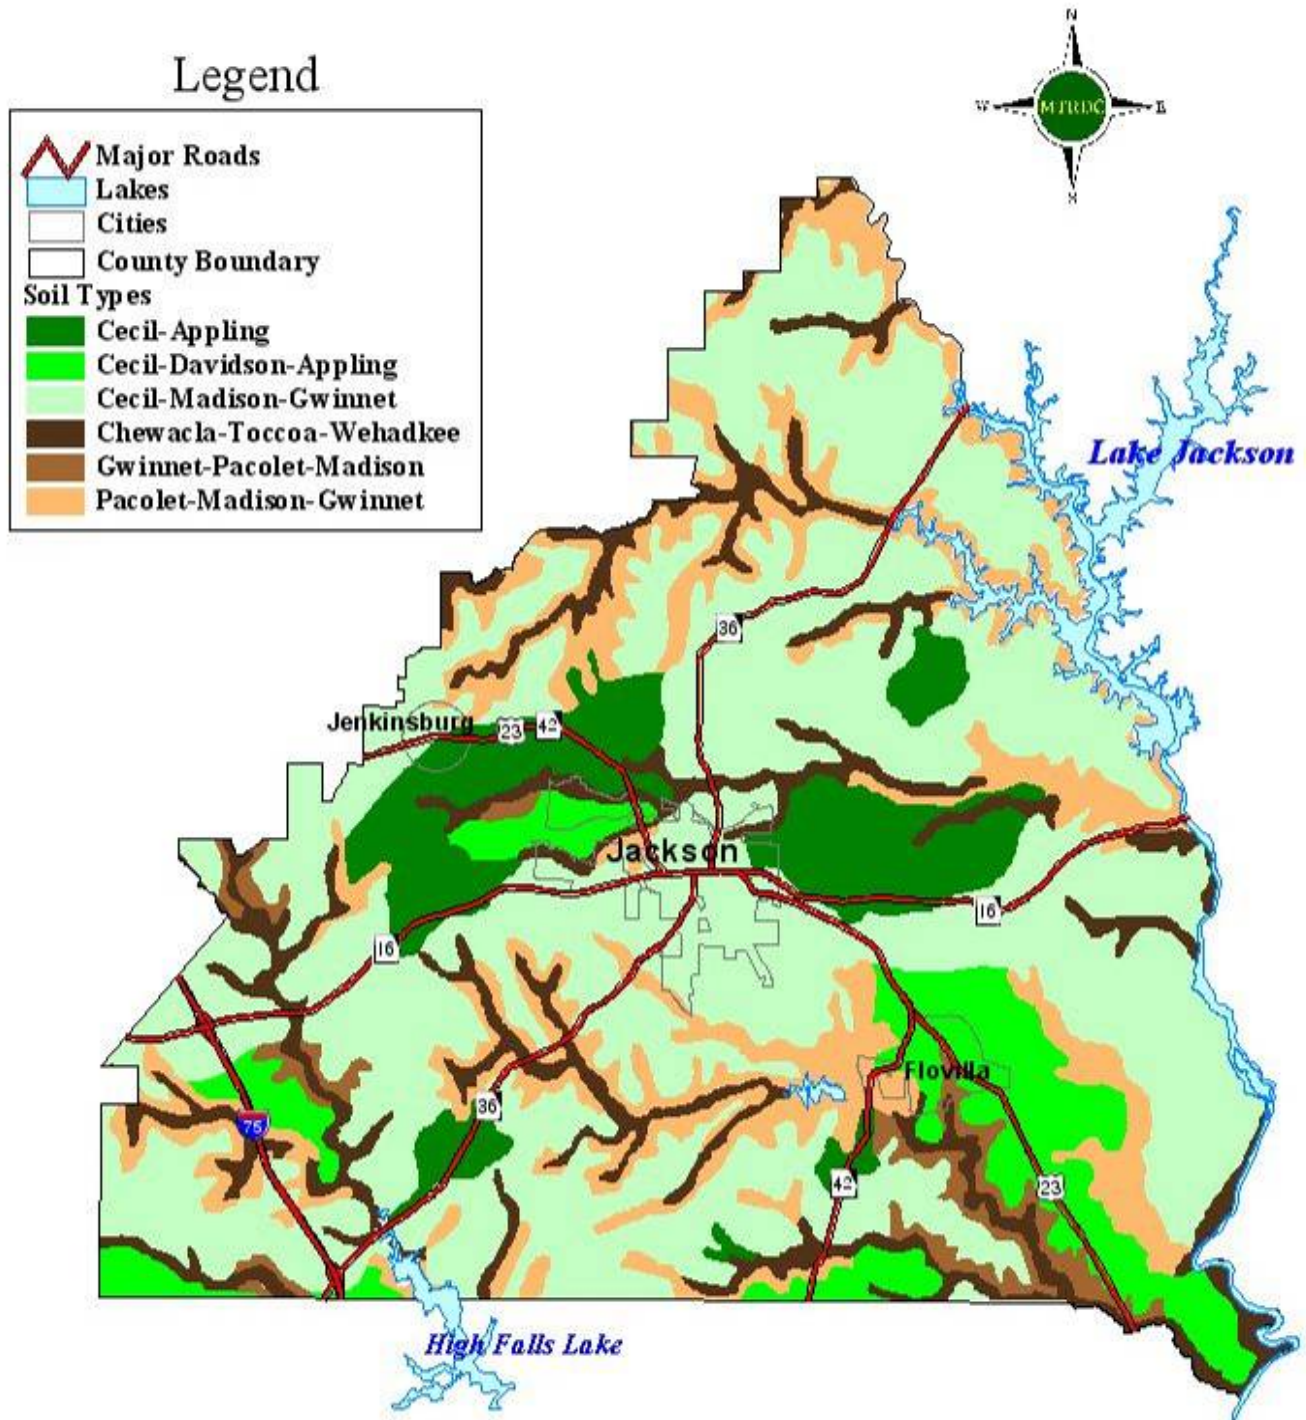 N
W MTRDC E
S
Legend
Major Roads
Lakes
Cities
County Boundary
Soil Types
Cecil-Appling
Cecil-Davidson-Appling
Cecil-Madison-Gwinnet
Chewacla-Toccoa-Wehadkee
Gwinnet-Pacolet-Madison
Pacolet-Madison-Gwinnet
Lake Jackson
36
Jenkinsburg
23
42
Jackson
16
16
Flovilla
36
75
42
23
High Falls Lake